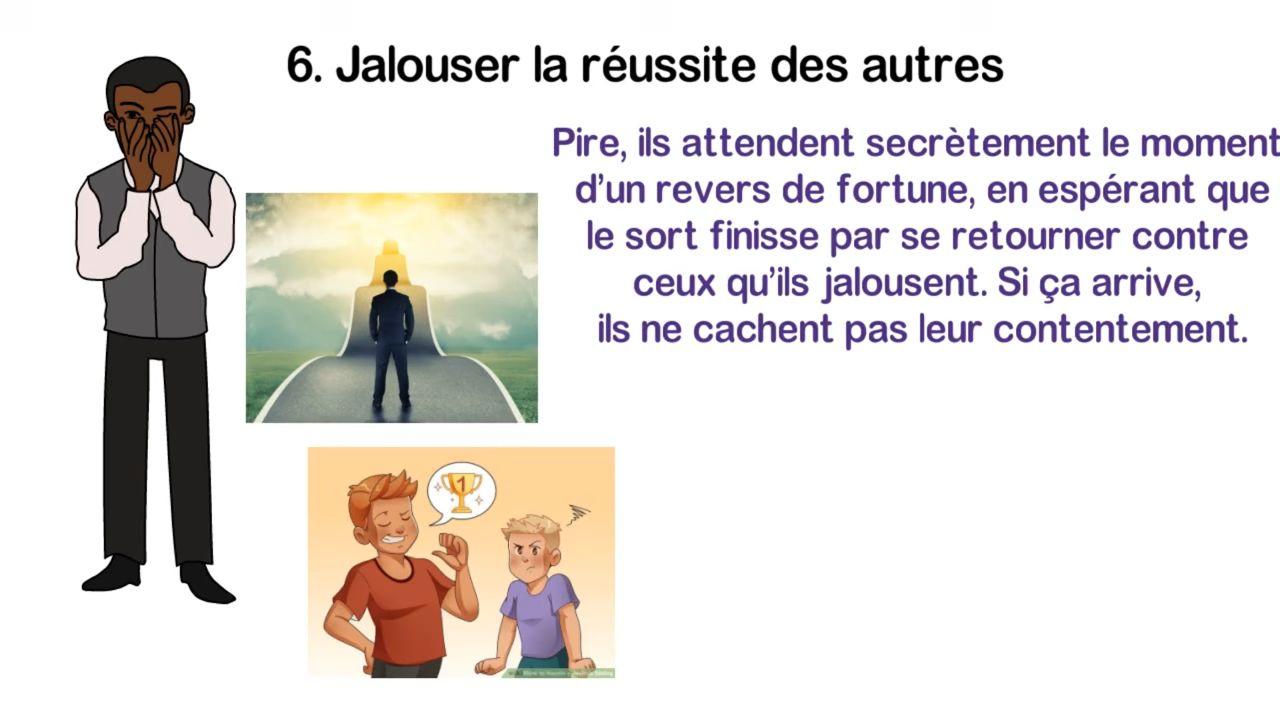 6. Jalouser la réussite des autres
Pire, ils attendent secrètement le moment
d’un revers de fortune, en espérant que
le sort finisse par se retourner contre
ceux qu’ils jalousent. Si ça arrive,
ils ne cachent pas leur contentement.
1